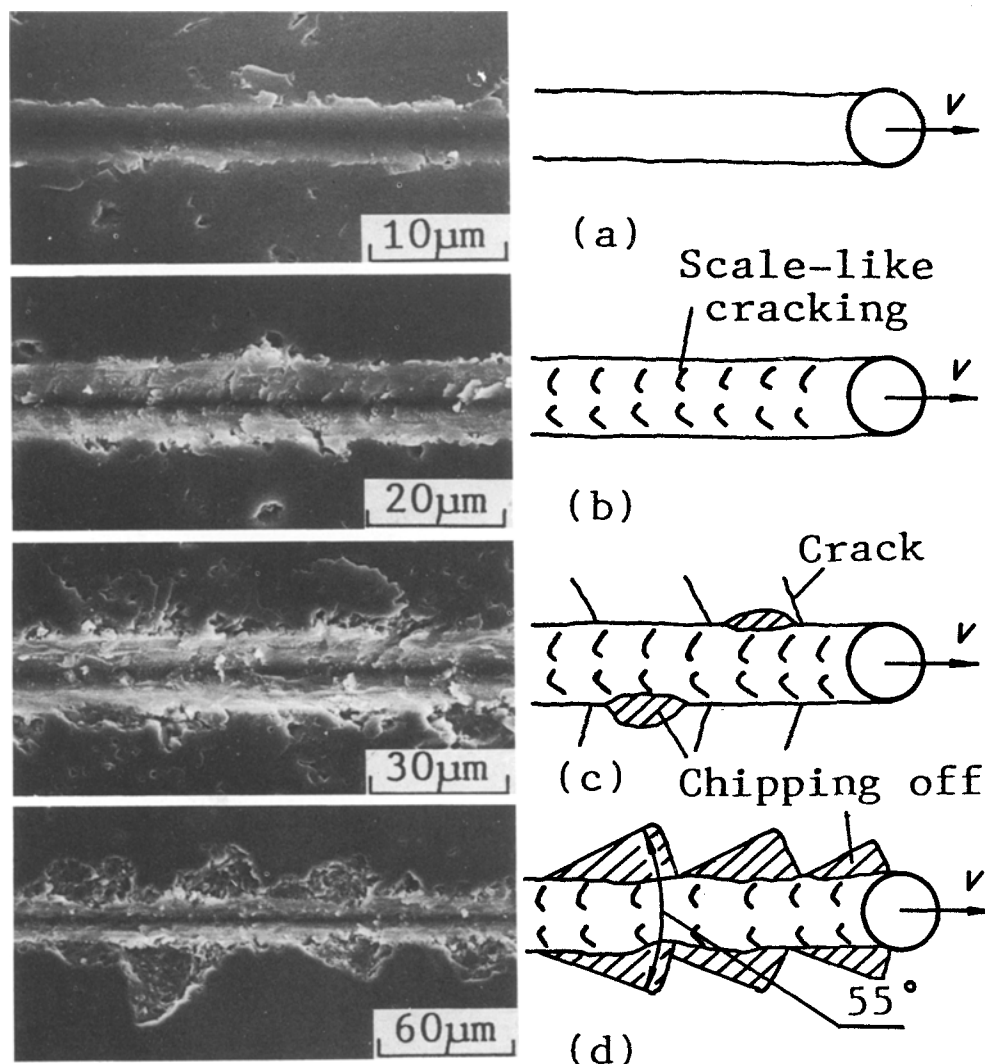 V
10μm
(a)
Scale-like
cracking
V
20μm
(b)
Crack
V
30μm
(c)
Chipping off
V
55°
60μm
(d)